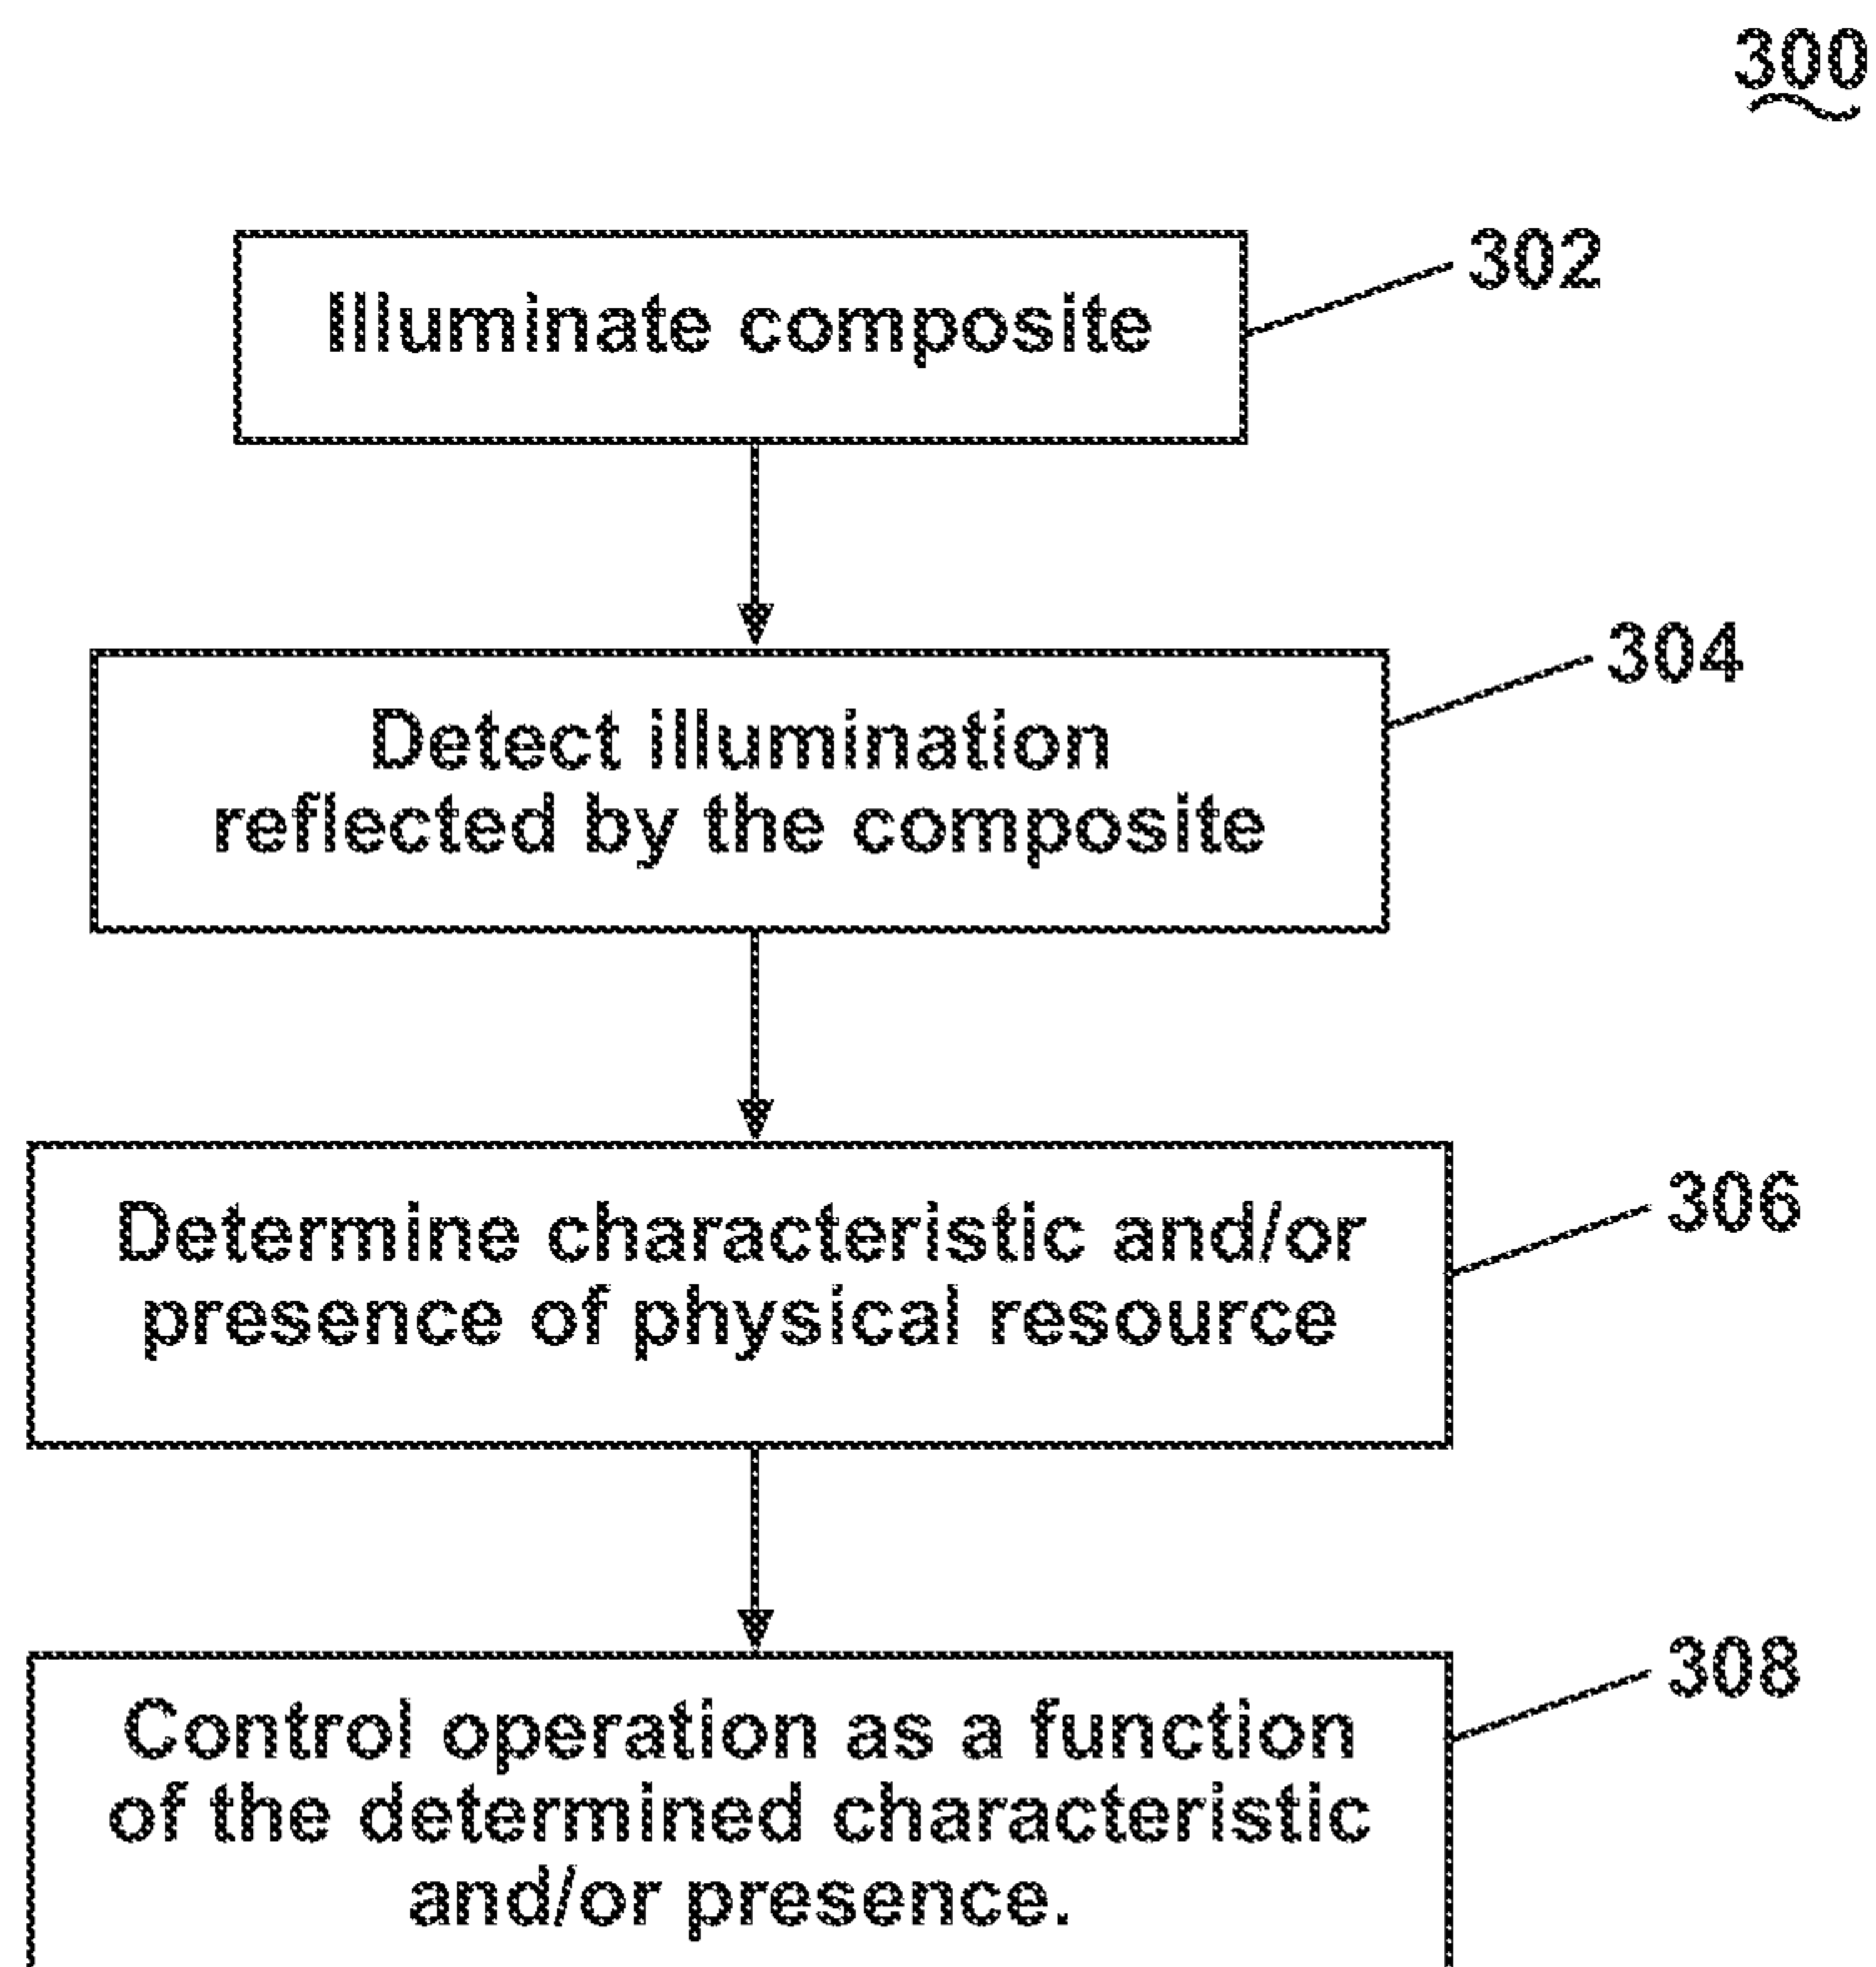 300
Illuminate composite
302
Detect illumination
reflected by the composite
304
Determine characteristic and/or
presence of physical resource
306
Control operation as a function
of the determined characteristic
and/or presence.
308